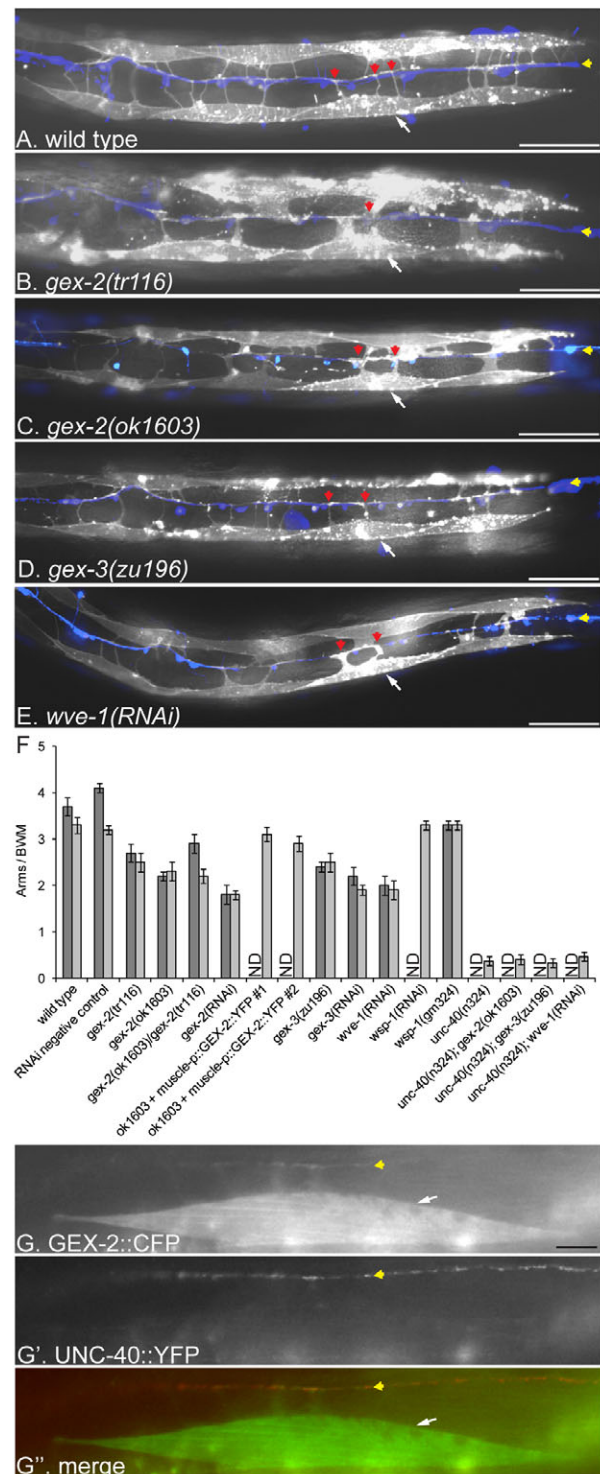 A. wild type
B. gex-2(tr116)
C. gex-2(ok1603)
D. gex-3(zu196)
E. wve-1(RNAi)
F
5
4
3
2
1
0
Arms / BWM
ND
ND
ND
ND
ND
ND
ND
wild type
RNAi negative control
gex-2(tr116)
gex-2(ok1603)
gex-2(ok1603)/gex-2(tr116)
gex-2(RNAi)
ok1603 + muscle-p::GEX-2::YFP #1
ok1603 + muscle-p::GEX-2::YFP #2
gex-3(zu196)
gex-3(RNAi)
wve-1(RNAi)
wsp-1(RNAi)
wsp-1(gm324)
unc-40(n324)
unc-40(n324); gex-2(ok1603)
unc-40(n324); gex-3(zu196)
unc-40(n324); wve-1(RNAi)
G. GEX-2::CFP
G'. UNC-40::YFP
G''. merge